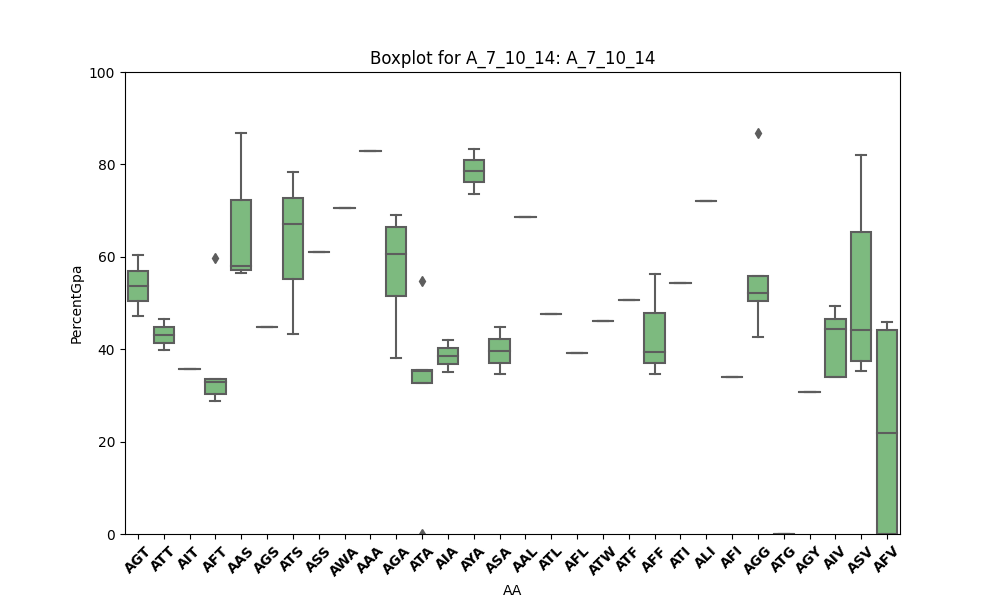 Boxplot for A_7_10_14: A_7_10_14
100
80
60
40
20
0
PercentGpa
AGT ATT AIT AFT AAS AGS ATS ASS AWA AAA AGA ATA AIA AYA ASA AAL ATL AFL ATW ATF AFF ATI ALI AFI AGG ATG AGY AIV ASV AFV
AA